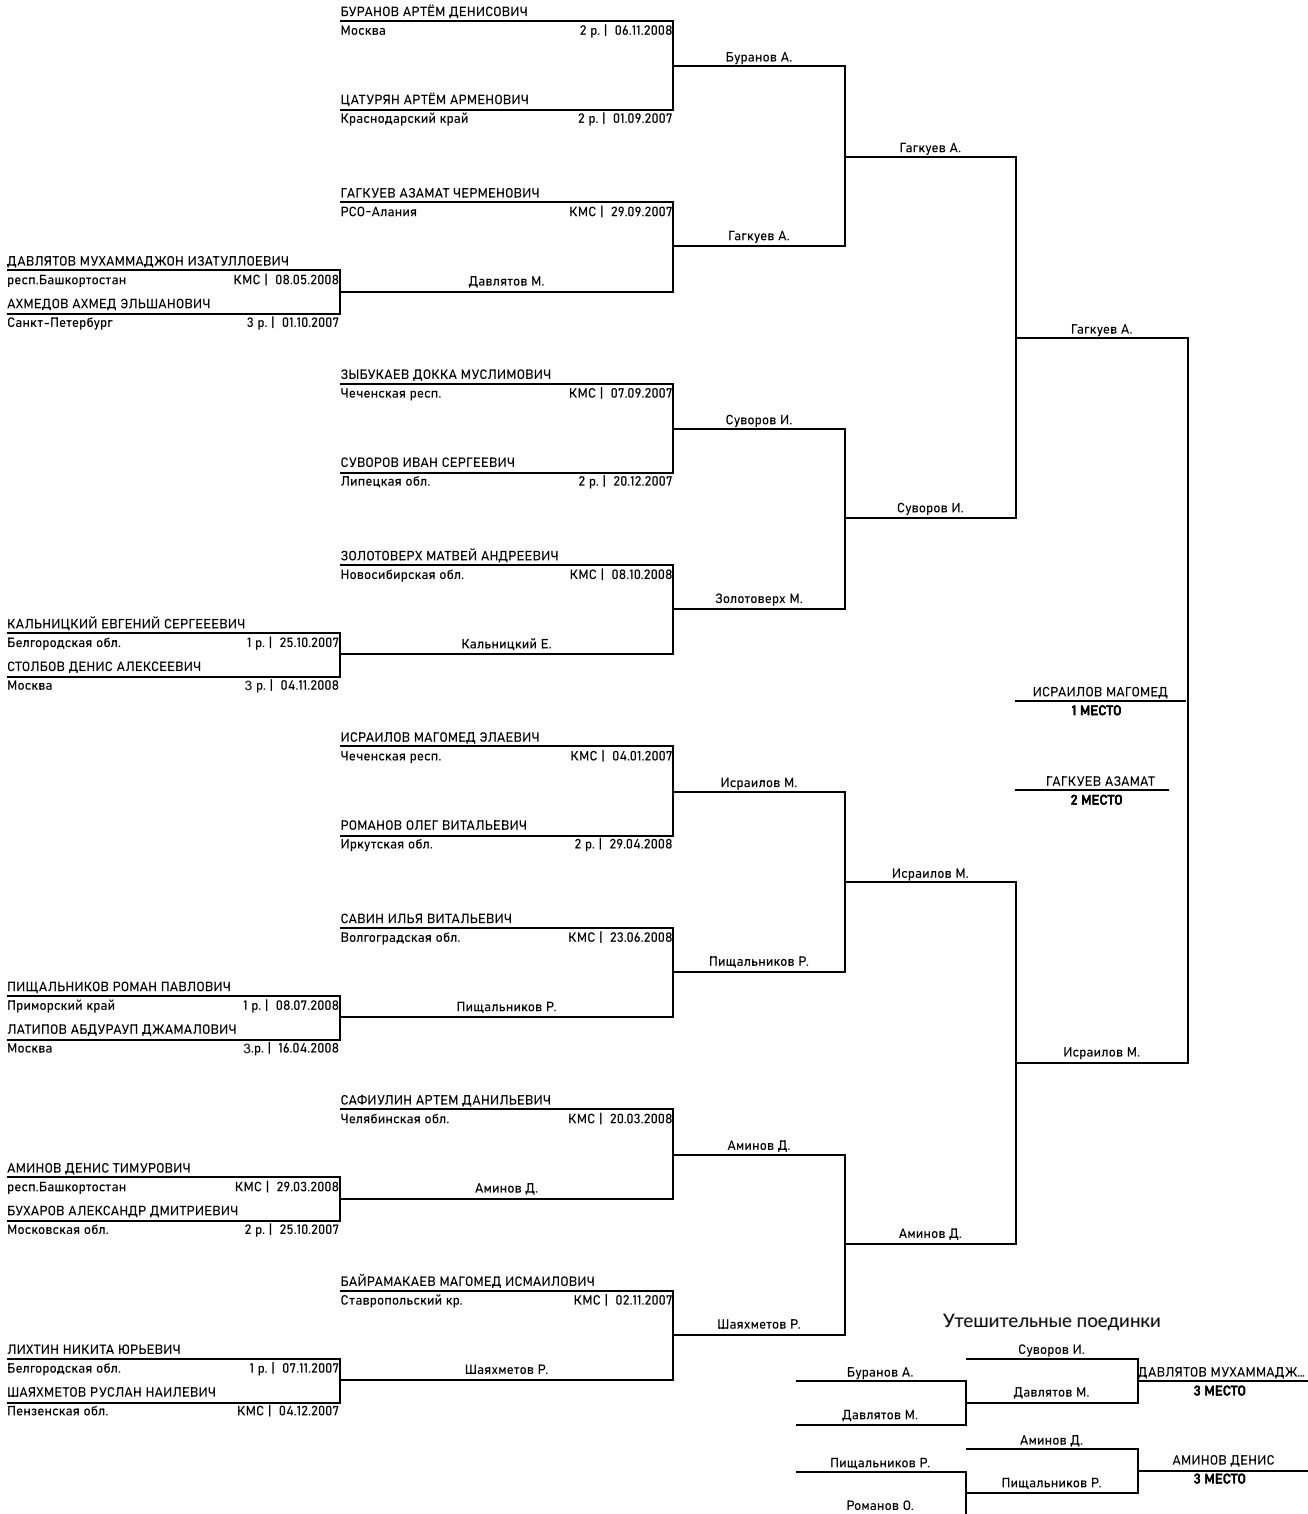 БУРАНОВ АРТЁМ ДЕНИСОВИЧ
Москва 2 р. | 06.11.2008
Буранов А.
ЦАТУРЯН АРТЁМ АРМЕНОВИЧ
Краснодарский край 2 р. | 01.09.2007
Гагкуев А.
ГАГКУЕВ АЗАМАТ ЧЕРМЕНОВИЧ
РСО-Алания КМС | 29.09.2007
Гагкуев А.
ДАВЛЯТОВ МУХАММАДЖОН ИЗАТУЛЛОЕВИЧ
респ.Башкортостан КМС | 08.05.2008
Давлятов М.
АХМЕДОВ АХМЕД ЭЛЬШАНОВИЧ
Санкт-Петербург 3 р. | 01.10.2007
Гагкуев А.
ЗЫБУКАЕВ ДОККА МУСЛИМОВИЧ
Чеченская респ. КМС | 07.09.2007
Суворов И.
СУВОРОВ ИВАН СЕРГЕЕВИЧ
Липецкая обл. 2 р. | 20.12.2007
Суворов И.
ЗОЛОТОВЕРХ МАТВЕЙ АНДРЕЕВИЧ
Новосибирская обл. КМС | 08.10.2008
Золотоверх М.
КАЛЬНИЦКИЙ ЕВГЕНИЙ СЕРГЕЕЕВИЧ
Белгородская обл. 1 р. | 25.10.2007
Кальницкий Е.
СТОЛБОВ ДЕНИС АЛЕКСЕЕВИЧ
Москва 3 р. | 04.11.2008
ИСРАИЛОВ МАГОМЕД
1 МЕСТО
ИСРАИЛОВ МАГОМЕД ЭЛАЕВИЧ
Чеченская респ. КМС | 04.01.2007
Исраилов М.
ГАГКУЕВ АЗАМАТ
2 МЕСТО
РОМАНОВ ОЛЕГ ВИТАЛЬЕВИЧ
Иркутская обл. 2 р. | 29.04.2008
Исраилов М.
САВИН ИЛЬЯ ВИТАЛЬЕВИЧ
Волгоградская обл. КМС | 23.06.2008
Пищальников Р.
ПИЩАЛЬНИКОВ РОМАН ПАВЛОВИЧ
Приморский край 1 р. | 08.07.2008
Пищальников Р.
ЛАТИПОВ АБДУРАУП ДЖАМАЛОВИЧ
Москва 3.р. | 16.04.2008
Исраилов М.
САФИУЛИН АРТЕМ ДАНИЛЬЕВИЧ
Челябинская обл. КМС | 20.03.2008
Аминов Д.
АМИНОВ ДЕНИС ТИМУРОВИЧ
респ.Башкортостан КМС | 29.03.2008
Аминов Д.
БУХАРОВ АЛЕКСАНДР ДМИТРИЕВИЧ
Московская обл. 2 р. | 25.10.2007
Аминов Д.
БАЙРАМАКАЕВ МАГОМЕД ИСМАИЛОВИЧ
Ставропольский кр. КМС | 02.11.2007
Шаяхметов Р.
ЛИХТИН НИКИТА ЮРЬЕВИЧ
Белгородская обл. 1 р. | 07.11.2007
Шаяхметов Р.
ШАЯХМЕТОВ РУСЛАН НАИЛЕВИЧ
Пензенская обл. КМС | 04.12.2007
Утешительные поединки
Суворов И.
Буранов А.
ДАВЛЯТОВ МУХАММАДЖ...
3 МЕСТО
Давлятов М.
Давлятов М.
Аминов Д.
Пищальников Р.
АМИНОВ ДЕНИС
3 МЕСТО
Пищальников Р.
Романов О.